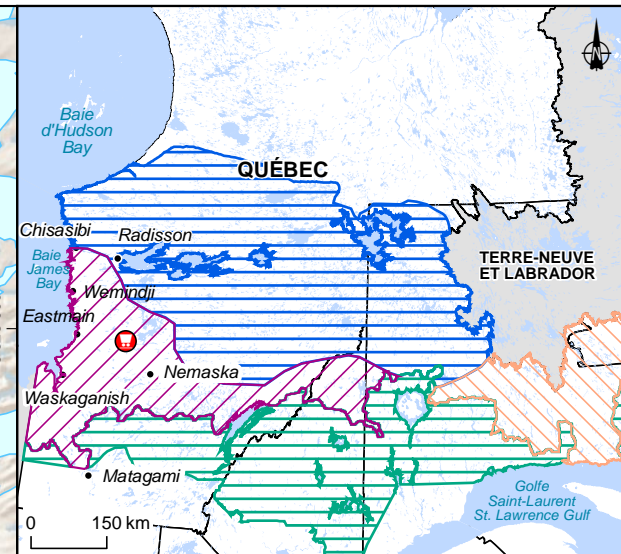 Baie
d'Hudson
Bay
QUÉBEC
Chisasibi
Radisson
Baie
James
Bay
TERRE-NEUVE
ET LABRADOR
Wemindji
Eastmain
Nemaska
Waskaganish
Matagami
Golfe
Saint-Laurent
St. Lawrence Gulf
0 150 km